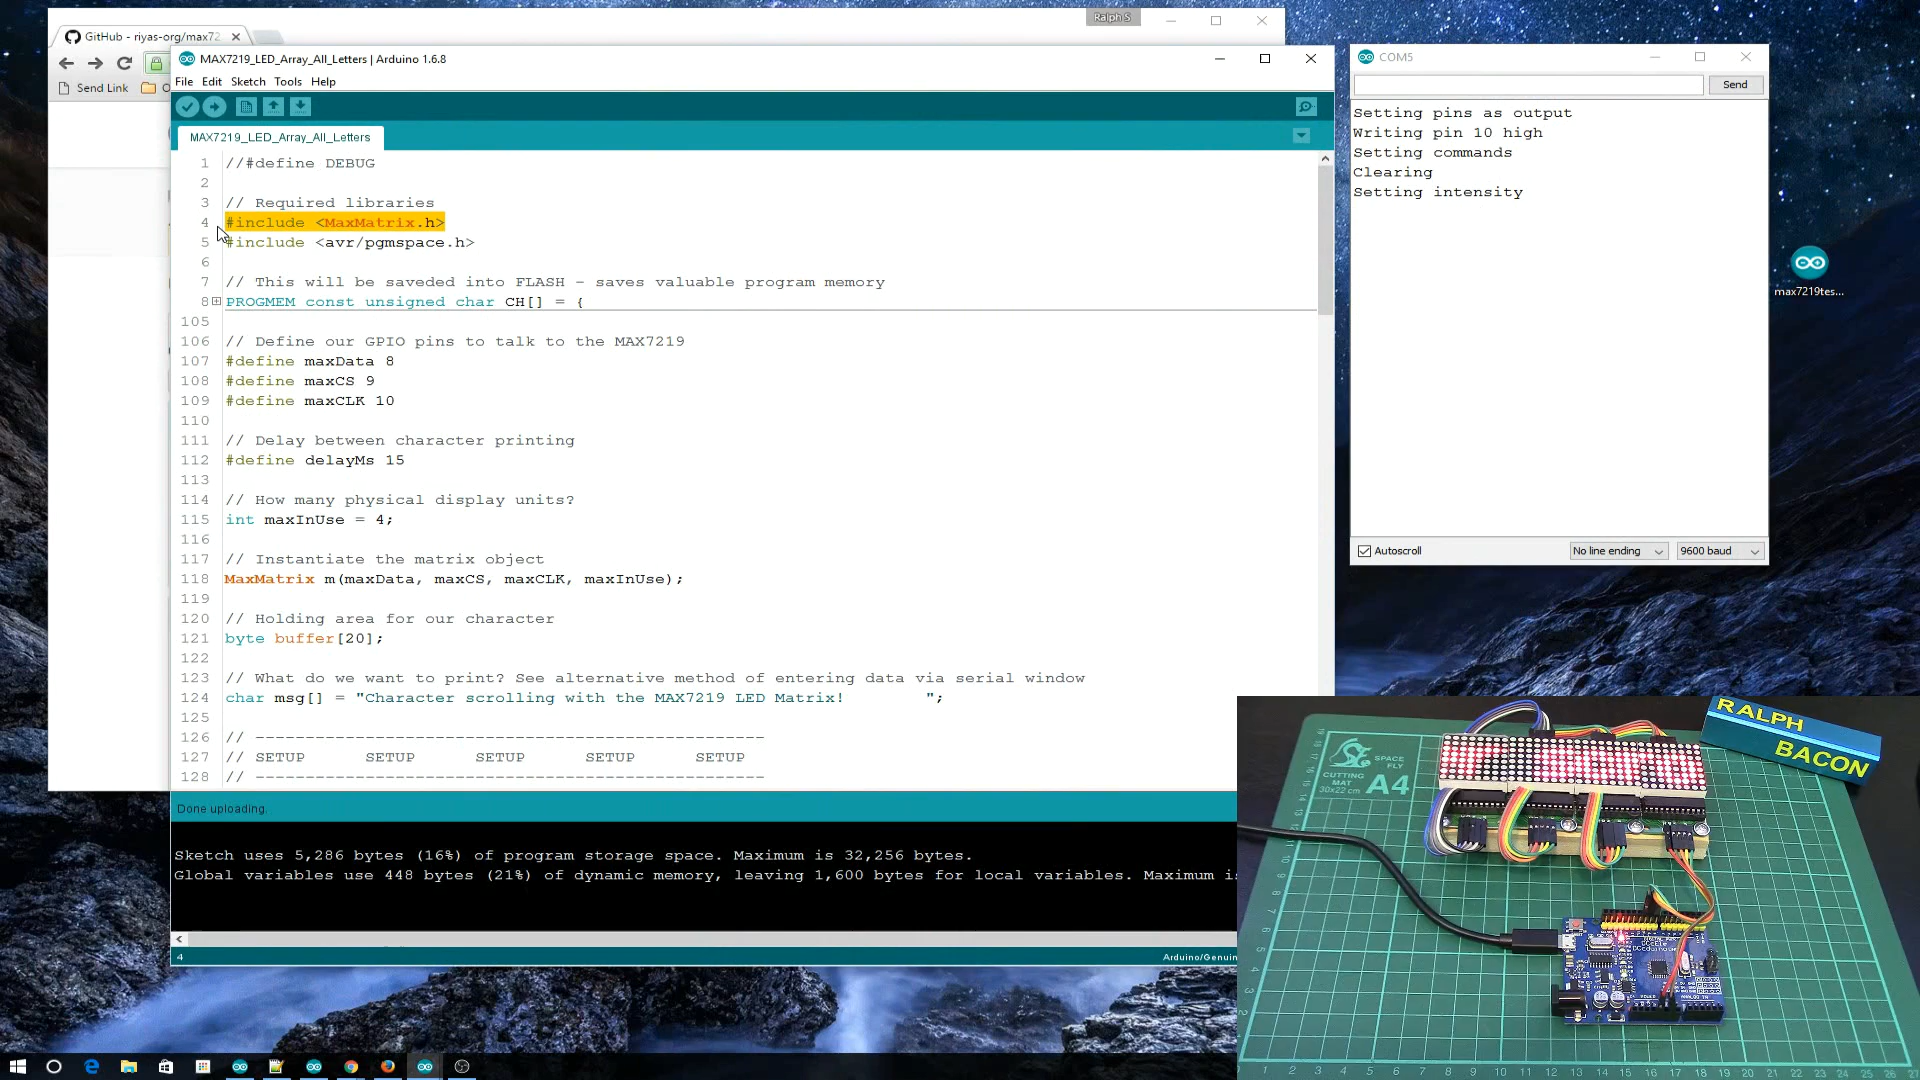 Ralph S
GitHub - riyas-org/max72
Send Link
MAX7219_LED_Array_All_Letters | Arduino 1.6.8
File Edit Sketch Tools Help
MAX7219_LED_Array_All_Letters
1 //#define DEBUG
2
3 // Required libraries
4 #include <MaxMatrix.h>
5 #include <avr/pgmspace.h>
6
7 // This will be saveded into FLASH - saves valuable program memory
8 PROGMEM const unsigned char CH[] = {
105
106 // Define our GPIO pins to talk to the MAX7219
107 #define maxData 8
108 #define maxCS 9
109 #define maxCLK 10
110
111 // Delay between character printing
112 #define delayMs 15
113
114 // How many physical display units?
115 int maxInUse = 4;
116
117 // Instantiate the matrix object
118 MaxMatrix m(maxData, maxCS, maxCLK, maxInUse);
119
120 // Holding area for our character
121 byte buffer[20];
122
123 // What do we want to print? See alternative method of entering data via serial window
124 char msg[] = "Character scrolling with the MAX7219 LED Matrix!        ";
125
126 // ---------------------------------------------------
127 // SETUP      SETUP      SETUP      SETUP      SETUP
128 // ---------------------------------------------------
Done uploading.
Sketch uses 5,286 bytes (16%) of program storage space. Maximum is 32,256 bytes.
Global variables use 448 bytes (21%) of dynamic memory, leaving 1,600 bytes for local variables. Maximum is
4
Arduino/Genuin
COM5
Send
Setting pins as output
Writing pin 10 high
Setting commands
Clearing
Setting intensity
Autoscroll
No line ending
9600 baud
max7219tes...
RALPH
BACON
SPACE
FLY
CUTTING
MAT
30x22 cm
A4